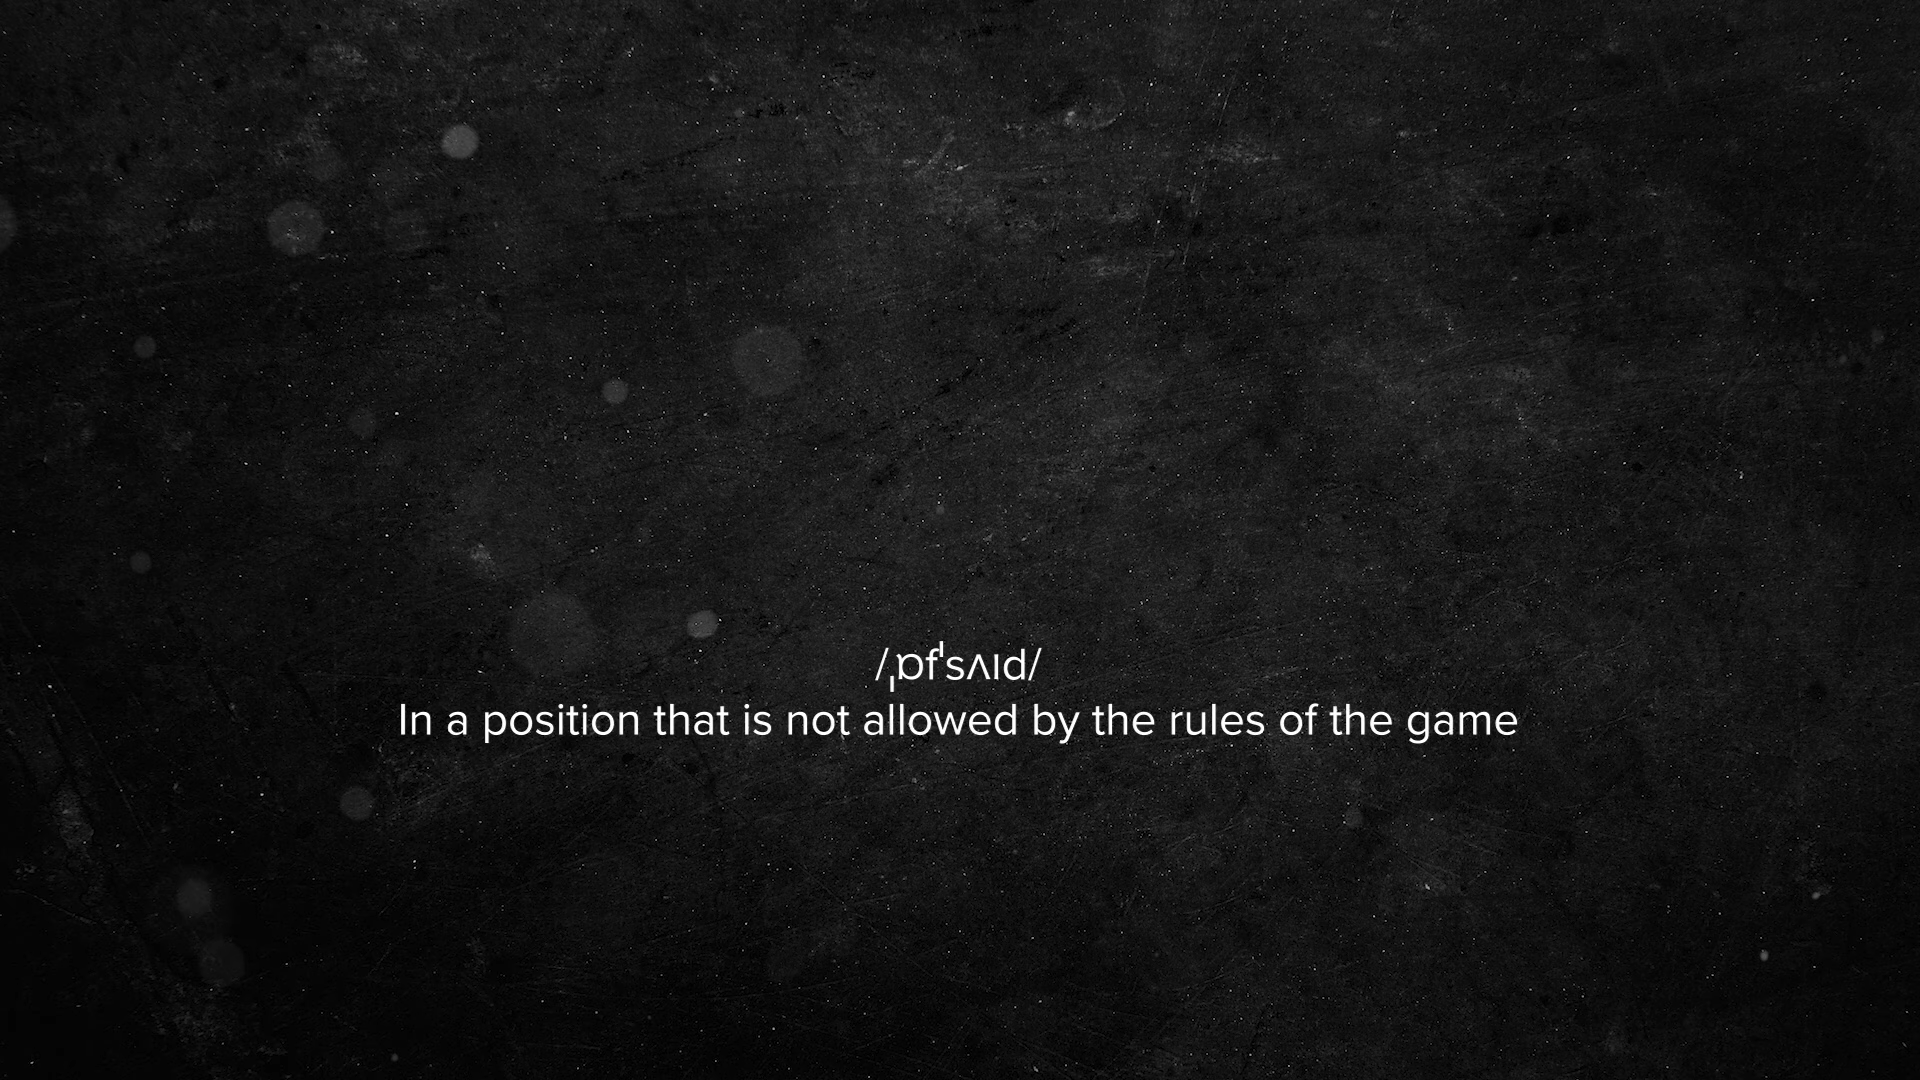 /ˌɒfˈsʌɪd/
In a position that is not allowed by the rules of the game